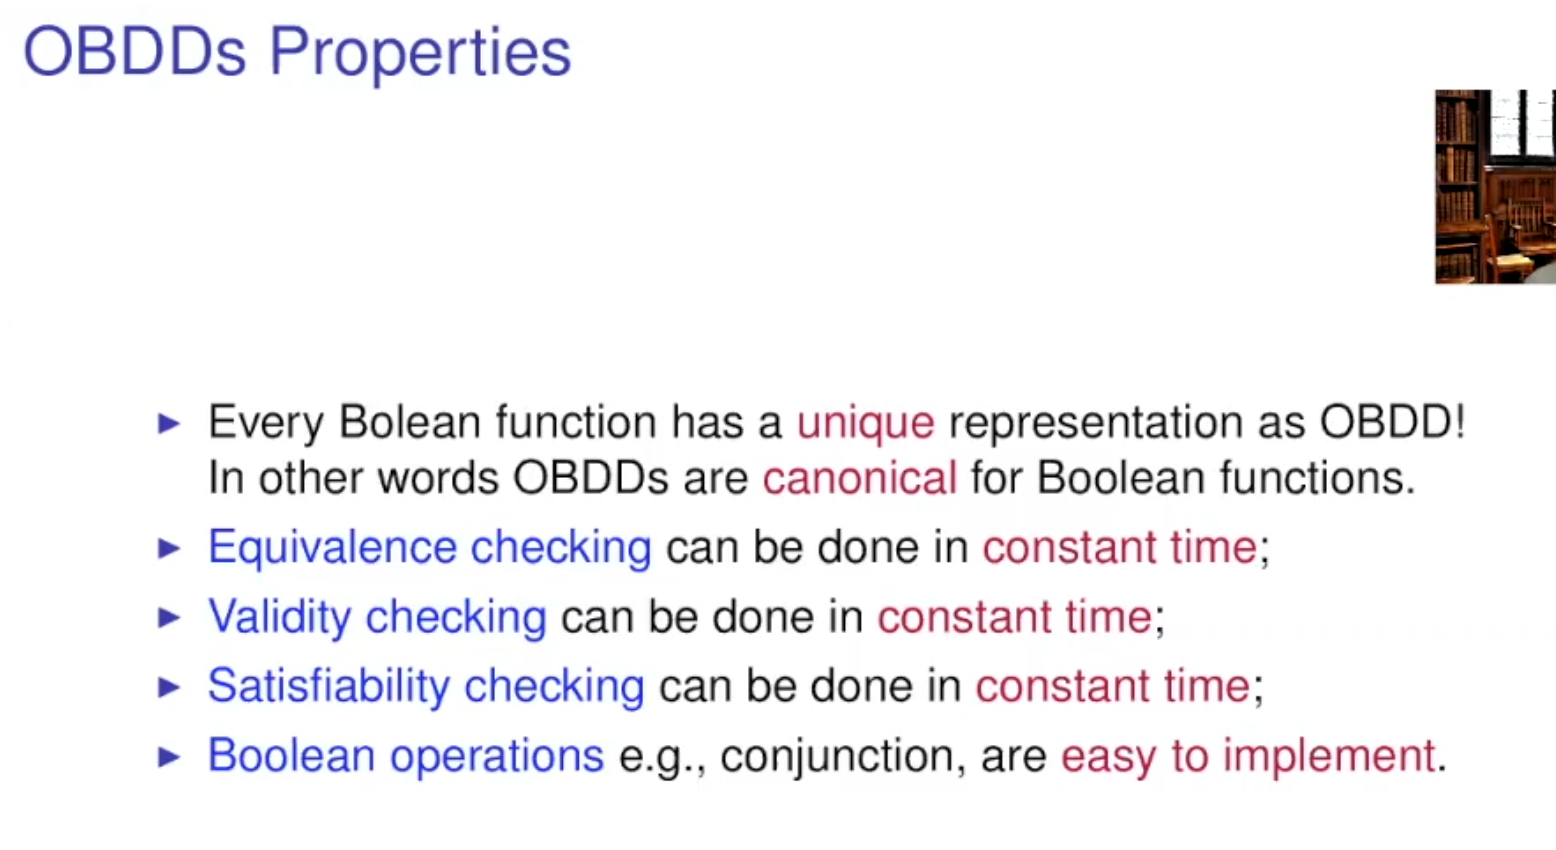 OBDDs Properties
▶ Every Bolean function has a unique representation as OBDD!
In other words OBDDs are canonical for Boolean functions.
▶ Equivalence checking can be done in constant time;
▶ Validity checking can be done in constant time;
▶ Satisfiability checking can be done in constant time;
▶ Boolean operations e.g., conjunction, are easy to implement.